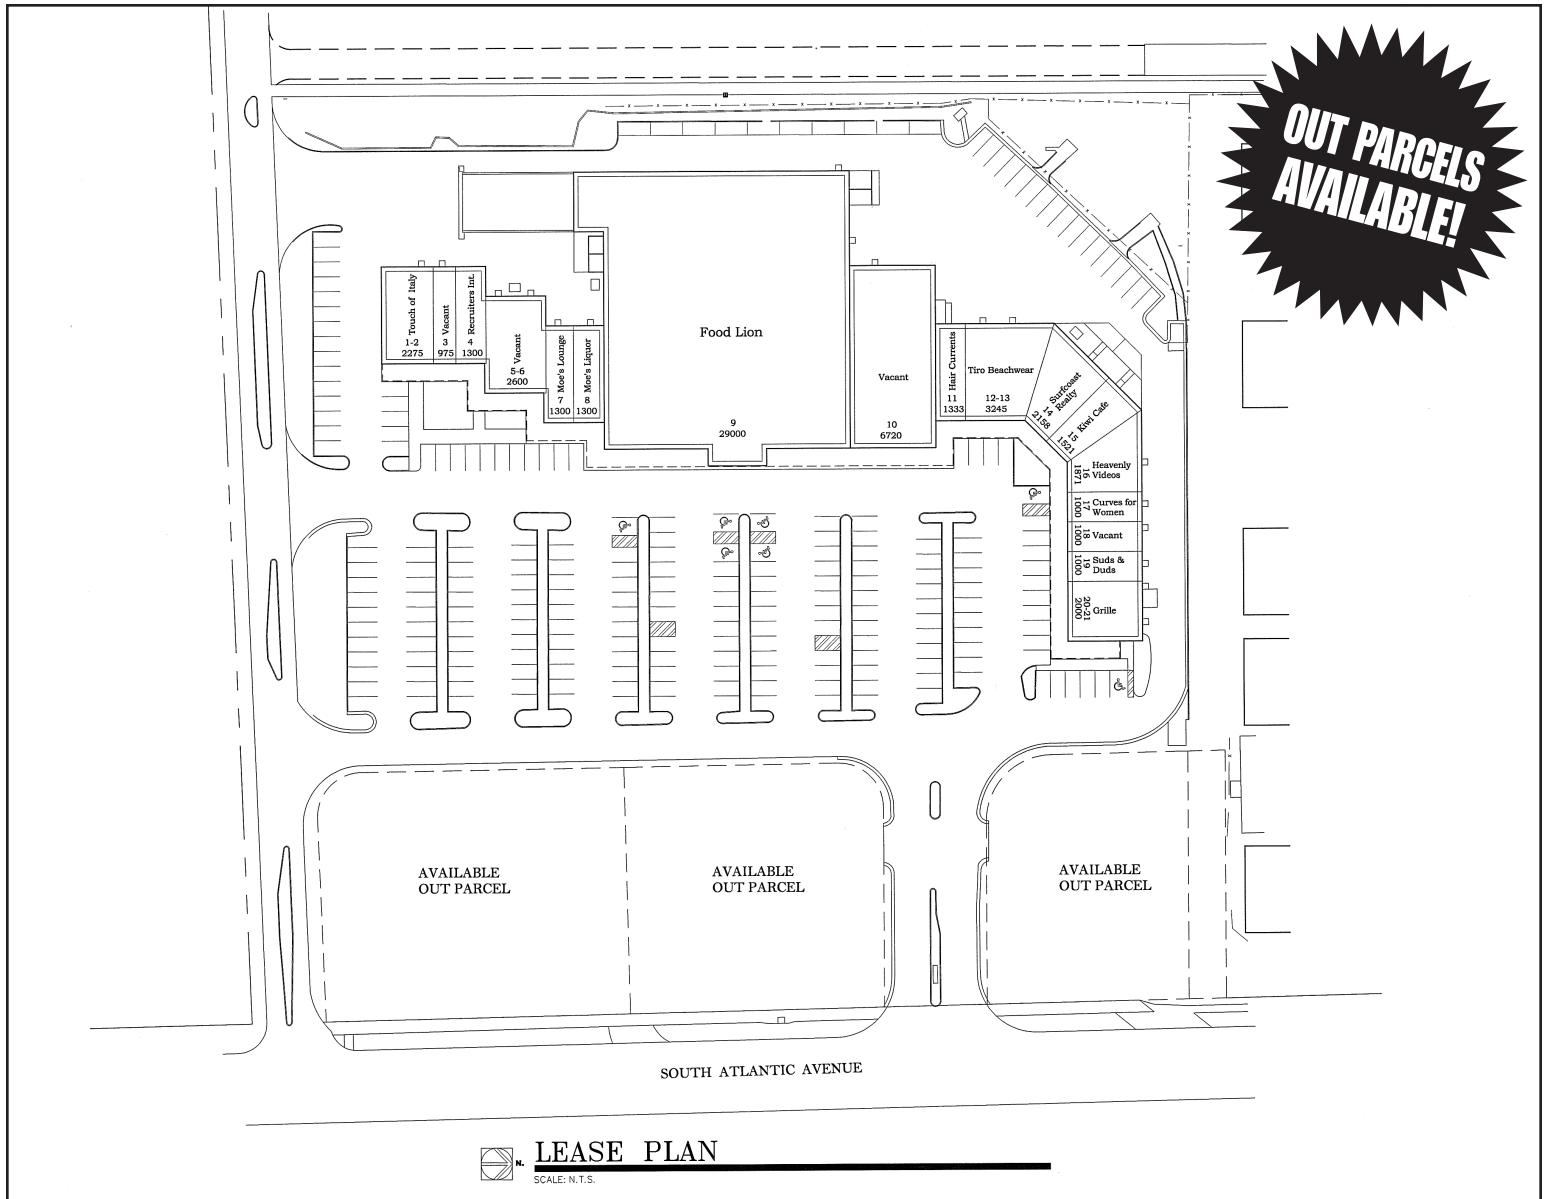 OUT PARCELS
AVAILABLE!
Touch of Italy
1-2
2275
Vacant
3
975
Recruiters Int.
4
1300
Vacant
5-6
2600
Moe's Lounge
7
1300
Moe's Liquor
8
1300
Food Lion
9
29000
Vacant
10
6720
Hair Currents
11
1333
Tiro Beachwear
12-13
3245
Surfcoast
Realty
14
2158
Kiwi Cafe
15
1521
Heavenly
Videos
16
1871
Curves for
Women
17
1000
Vacant
18
1000
Suds &
Duds
19
1000
Grille
20-21
2000
AVAILABLE
OUT PARCEL
AVAILABLE
OUT PARCEL
AVAILABLE
OUT PARCEL
SOUTH ATLANTIC AVENUE
N.
LEASE PLAN
SCALE: N.T.S.